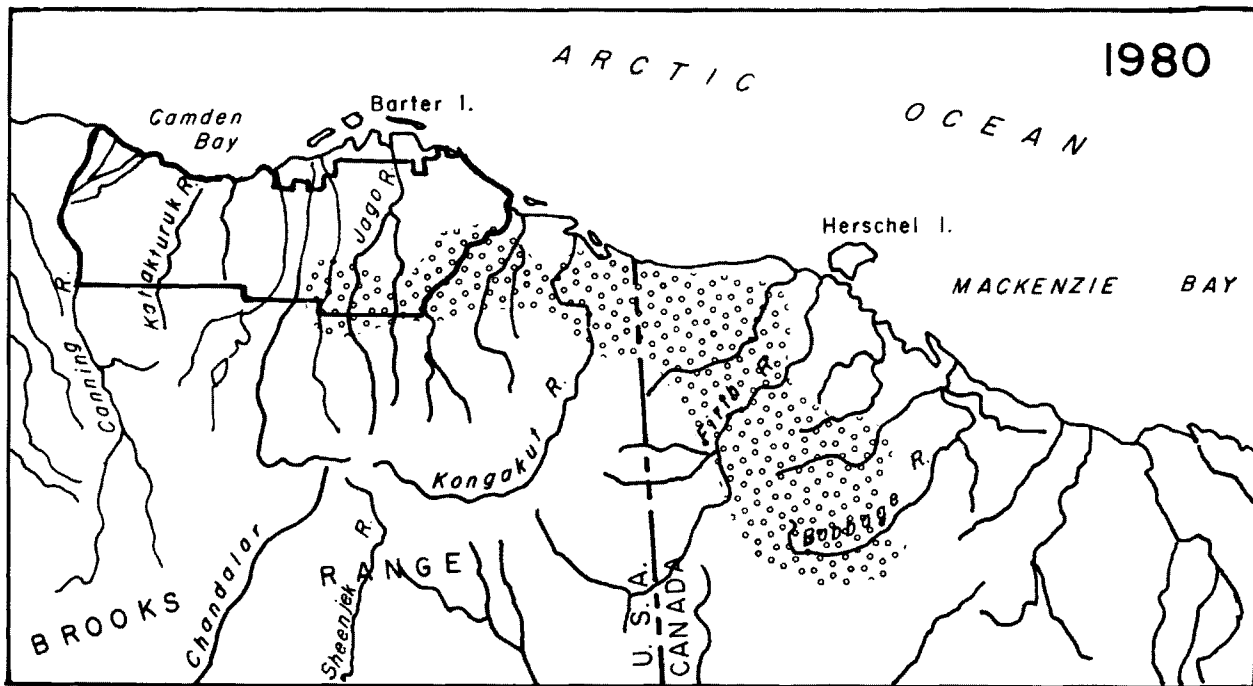 1980
ARCTIC
OCEAN
Camden
Bay
Barter I.
Herschel I.
MACKENZIE BAY
Katakturuk R.
Jago R.
Canning R.
Kongakut R.
Firth R.
Babbage R.
Chandalar
Sheenjek R.
BROOKS
RANGE
U.S.A.
CANADA